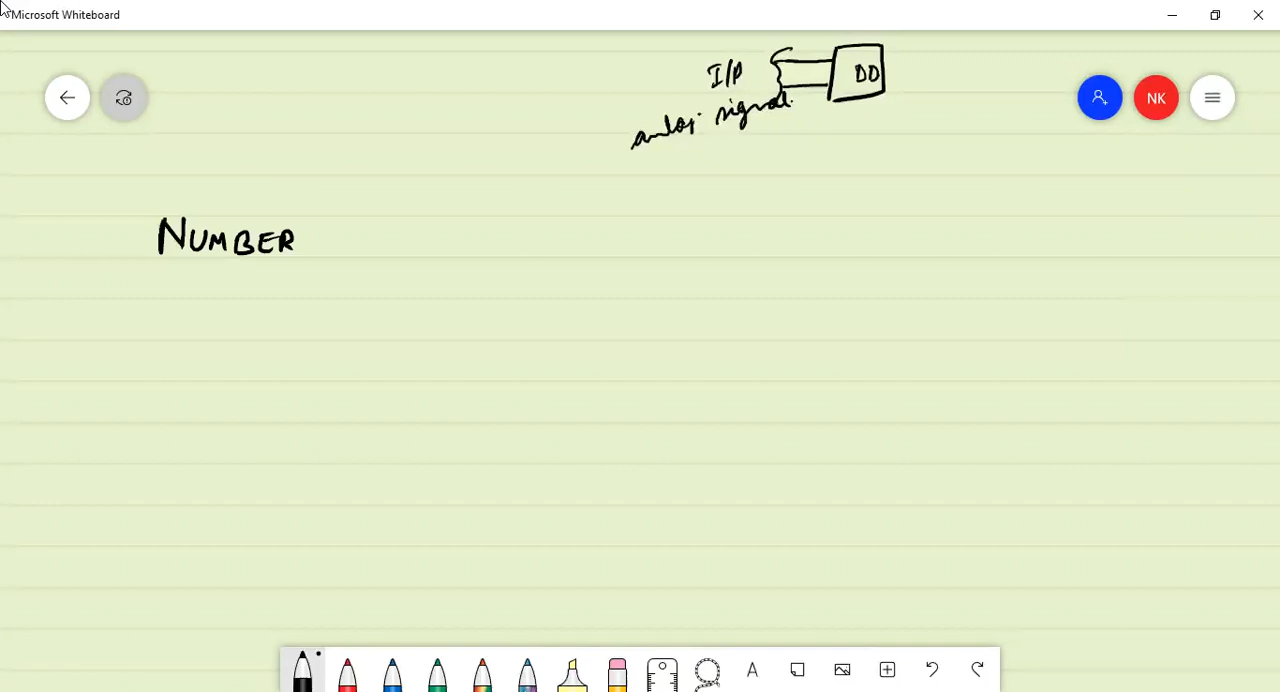 Microsoft Whiteboard
I/P DD
analog signal
NK
NUMBER
A